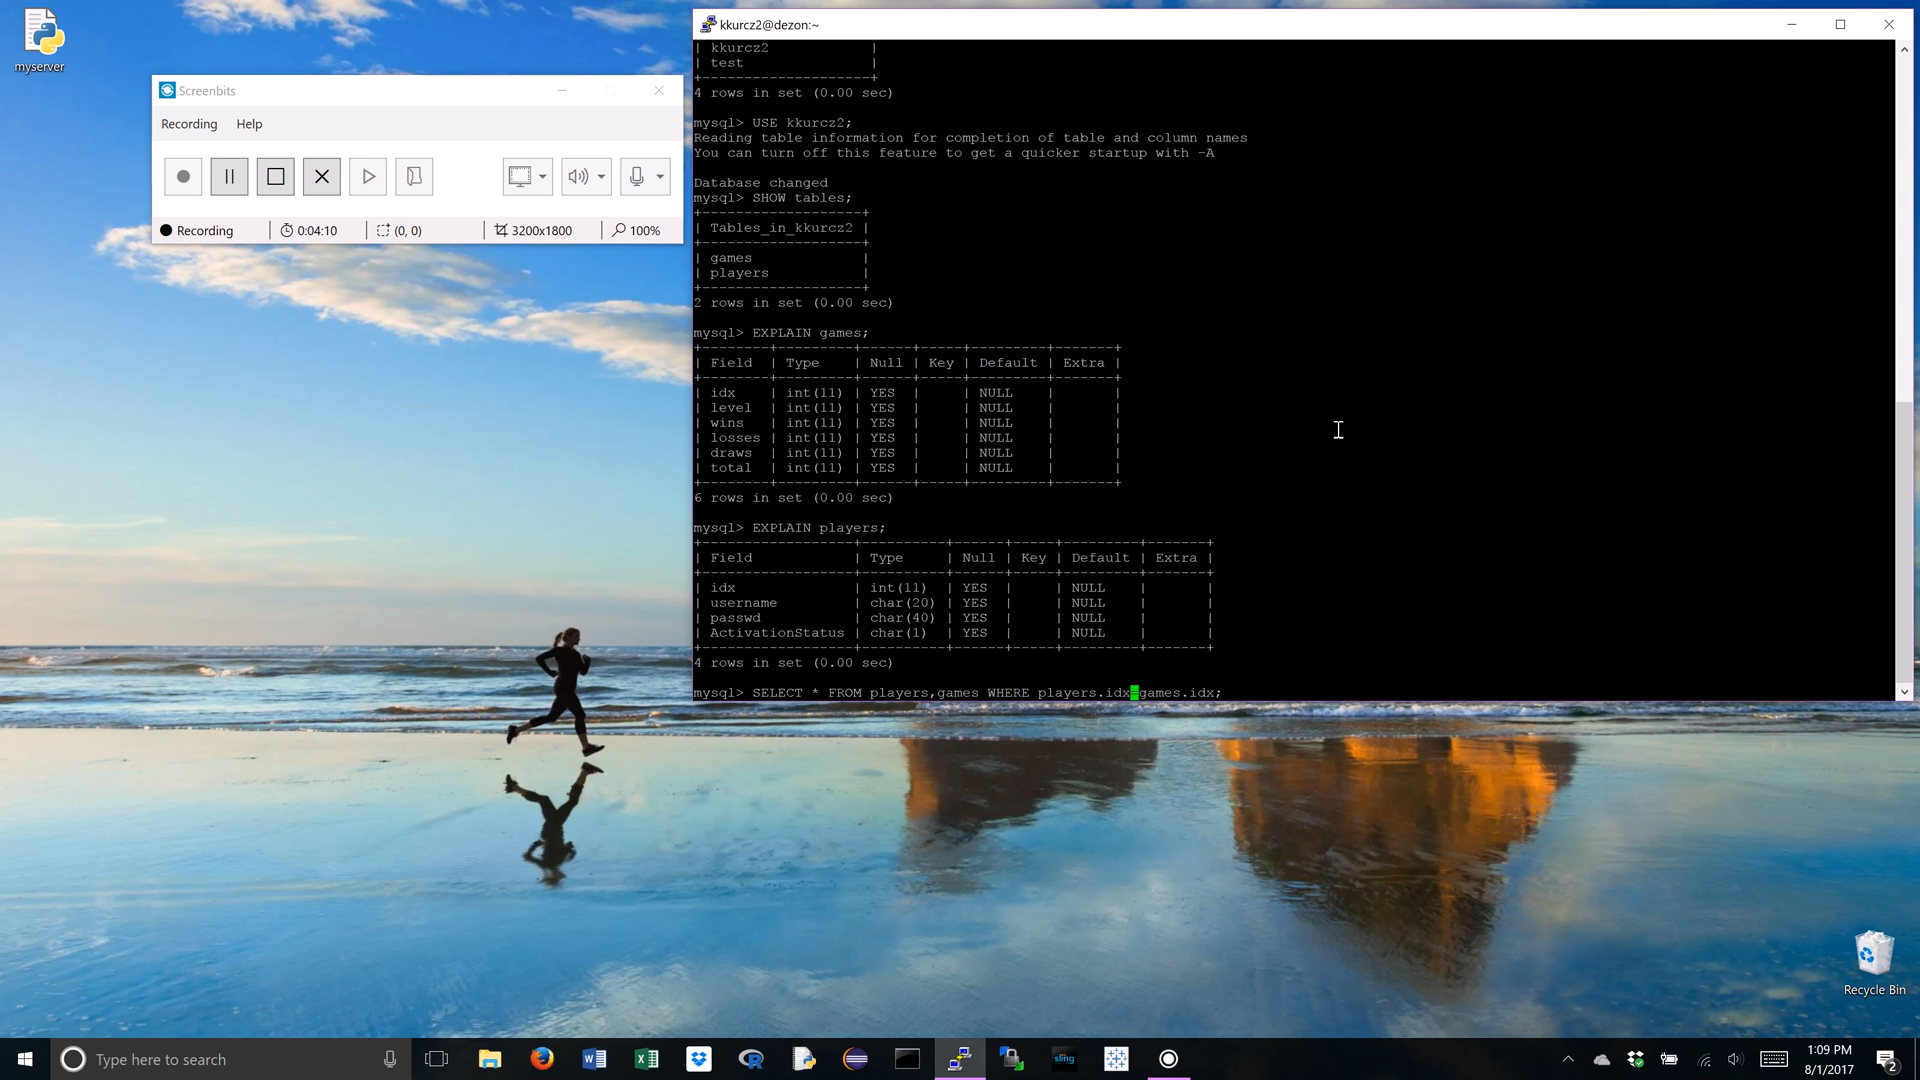 myserver
Screenbits
Recording Help
Recording 0:04:10 (0, 0) 3200x1800 100%
kkurcz2@dezon:~
| kkurcz2 |
| test |
+--------------------+
4 rows in set (0.00 sec)
mysql> USE kkurcz2;
Reading table information for completion of table and column names
You can turn off this feature to get a quicker startup with -A
Database changed
mysql> SHOW tables;
+-------------------+
| Tables_in_kkurcz2 |
+-------------------+
| games |
| players |
+-------------------+
2 rows in set (0.00 sec)
mysql> EXPLAIN games;
+--------+---------+------+-----+---------+-------+
| Field | Type | Null | Key | Default | Extra |
+--------+---------+------+-----+---------+-------+
| idx | int(11) | YES | | NULL | |
| level | int(11) | YES | | NULL | |
| wins | int(11) | YES | | NULL | |
| losses | int(11) | YES | | NULL | |
| draws | int(11) | YES | | NULL | |
| total | int(11) | YES | | NULL | |
+--------+---------+------+-----+---------+-------+
6 rows in set (0.00 sec)
mysql> EXPLAIN players;
+------------------+----------+------+-----+---------+-------+
| Field | Type | Null | Key | Default | Extra |
+------------------+----------+------+-----+---------+-------+
| idx | int(11) | YES | | NULL | |
| username | char(20) | YES | | NULL | |
| passwd | char(40) | YES | | NULL | |
| ActivationStatus | char(1) | YES | | NULL | |
+------------------+----------+------+-----+---------+-------+
4 rows in set (0.00 sec)
mysql> SELECT * FROM players,games WHERE players.idx=games.idx;
Recycle Bin
Type here to search
sling
1:09 PM
8/1/2017
2